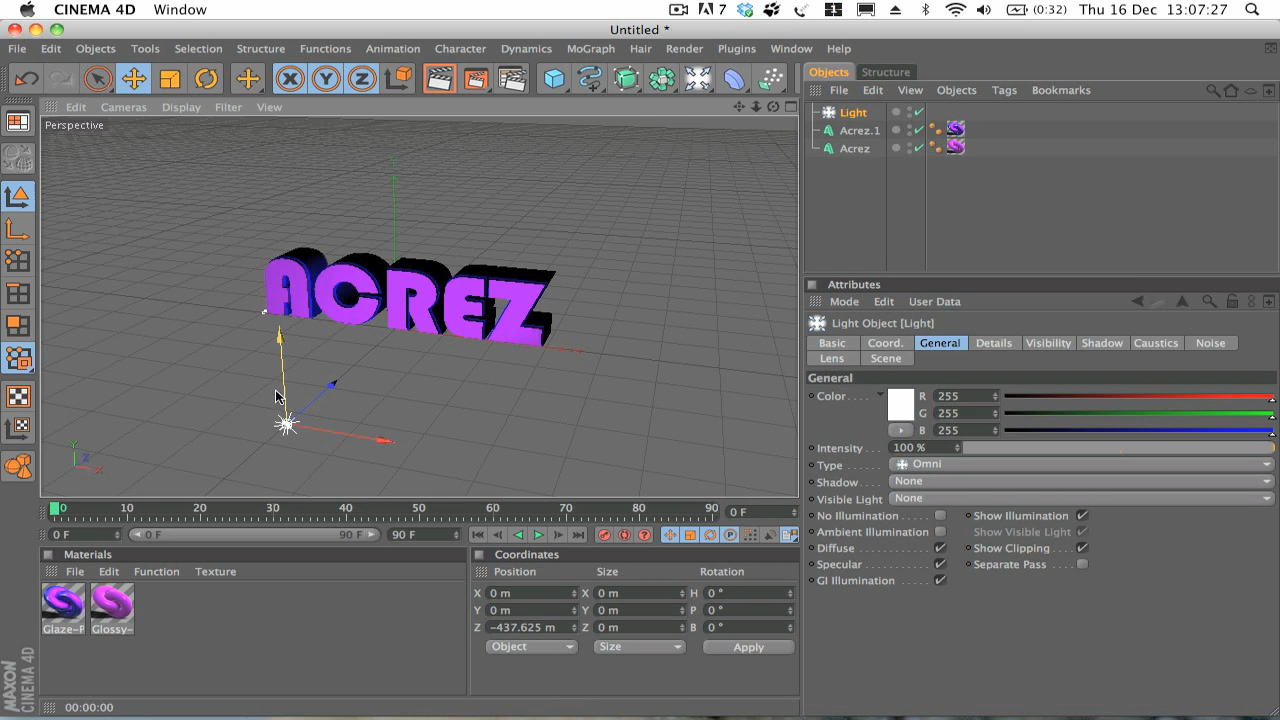 CINEMA 4D Window 7 (0:32) Thu 16 Dec 13:07:27
Untitled *
File Edit Objects Tools Selection Structure Functions Animation Character Dynamics MoGraph Hair Render Plugins Window Help
X Y Z
Objects Structure
File Edit View Objects Tags Bookmarks
Light
Acrez.1
Acrez
Edit Cameras Display Filter View
Perspective
ACREZ
Y
Z
X
Attributes
Mode Edit User Data
Light Object [Light]
Basic Coord. General Details Visibility Shadow Caustics Noise
Lens Scene
General
Color . . . . R 255
G 255
B 255
Intensity . . . 100 %
Type . . . . . Omni
Shadow . . . . None
Visible Light . None
No Illumination . . . . . Show Illumination . .
Ambient Illumination Show Visible Light .
Diffuse . . . . . . . . . . Show Clipping . . .
Specular . . . . . . . . . Separate Pass . . .
GI Illumination . . . . .
0 10 20 30 40 50 60 70 80 90 0 F
0 F 0 F 90 F 90 F
Materials
File Edit Function Texture
Glaze-P Glossy-
Coordinates
Position Size Rotation
X 0 m X 0 m H 0 °
Y 0 m Y 0 m P 0 °
Z -437.625 m Z 0 m B 0 °
Object Size Apply
MAXON
CINEMA 4D
00:00:00